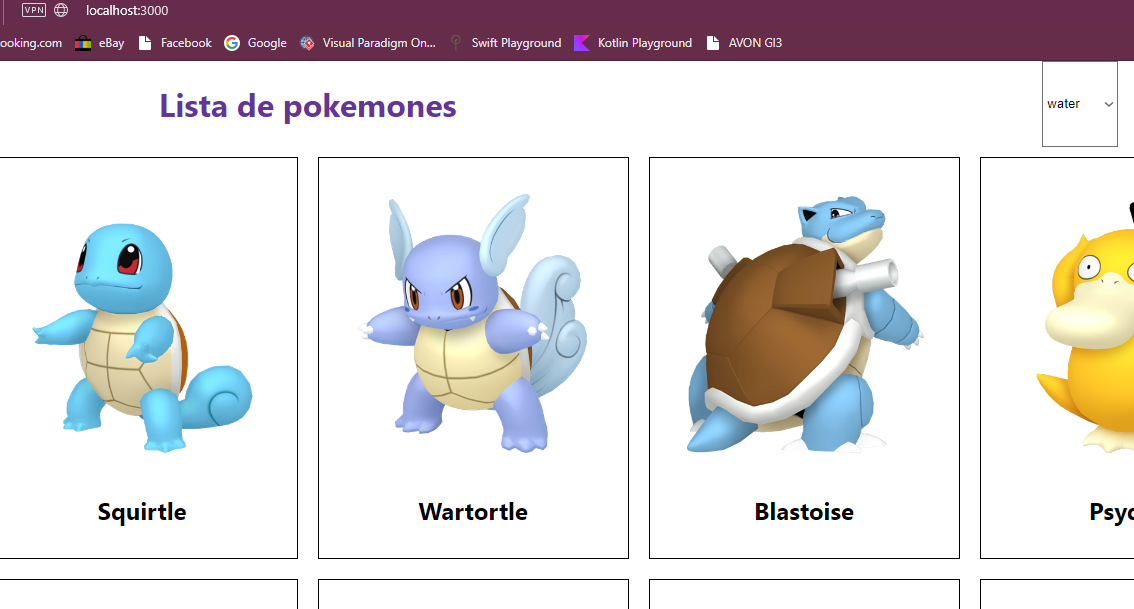 VPN localhost:3000
ooking.com eBay Facebook Google Visual Paradigm On... Swift Playground Kotlin Playground AVON GI3
Lista de pokemones
water
Squirtle Wartortle Blastoise Psyd